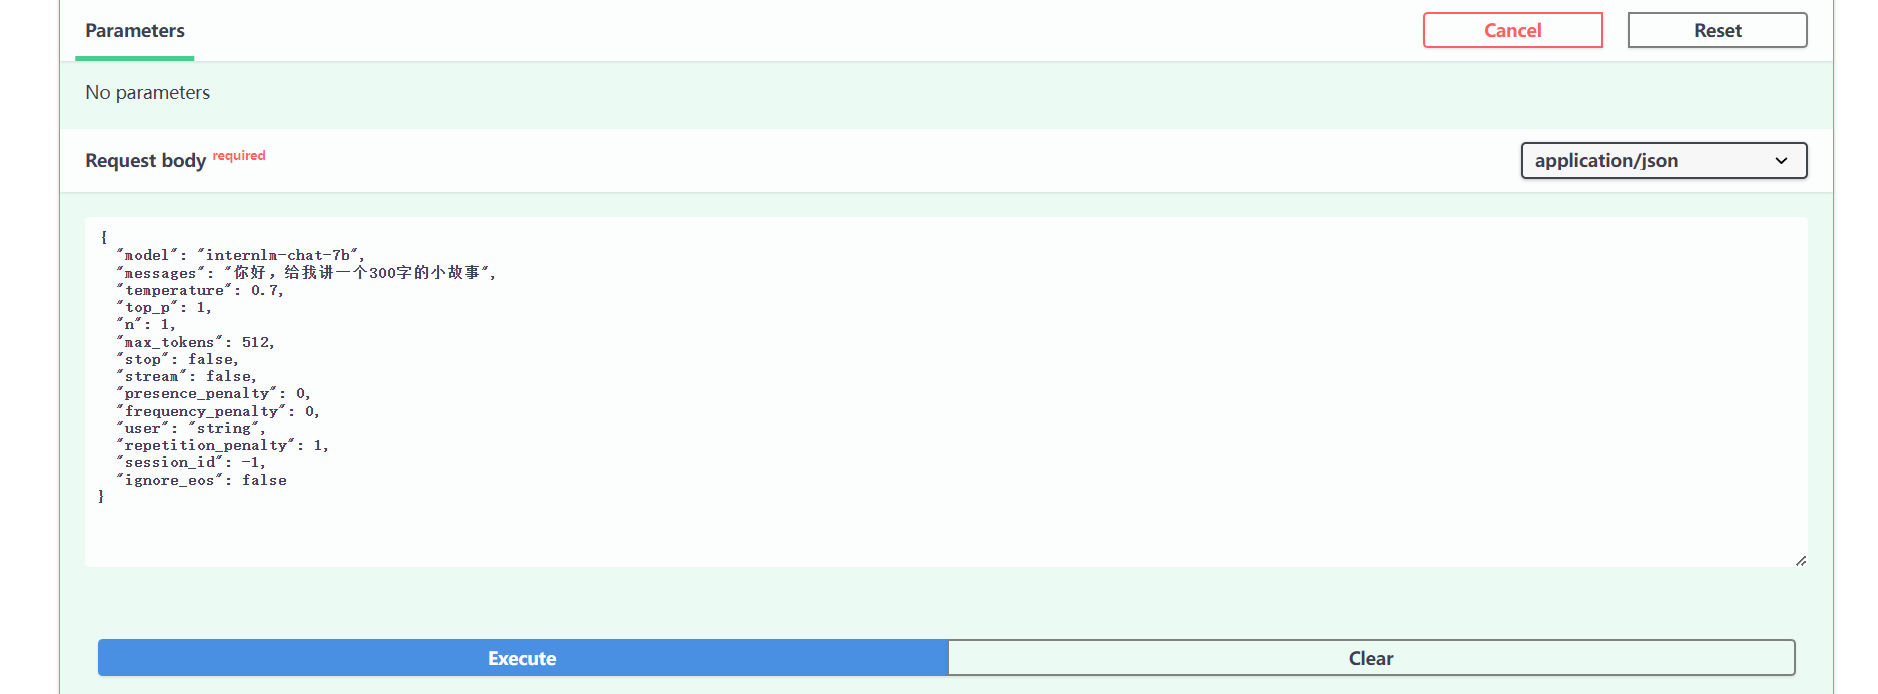 Parameters
Cancel
Reset
No parameters
Request body required
application/json
{
  "model": "internlm-chat-7b",
  "messages": "你好，给我讲一个300字的小故事",
  "temperature": 0.7,
  "top_p": 1,
  "n": 1,
  "max_tokens": 512,
  "stop": false,
  "stream": false,
  "presence_penalty": 0,
  "frequency_penalty": 0,
  "user": "string",
  "repetition_penalty": 1,
  "session_id": -1,
  "ignore_eos": false
}
Execute
Clear